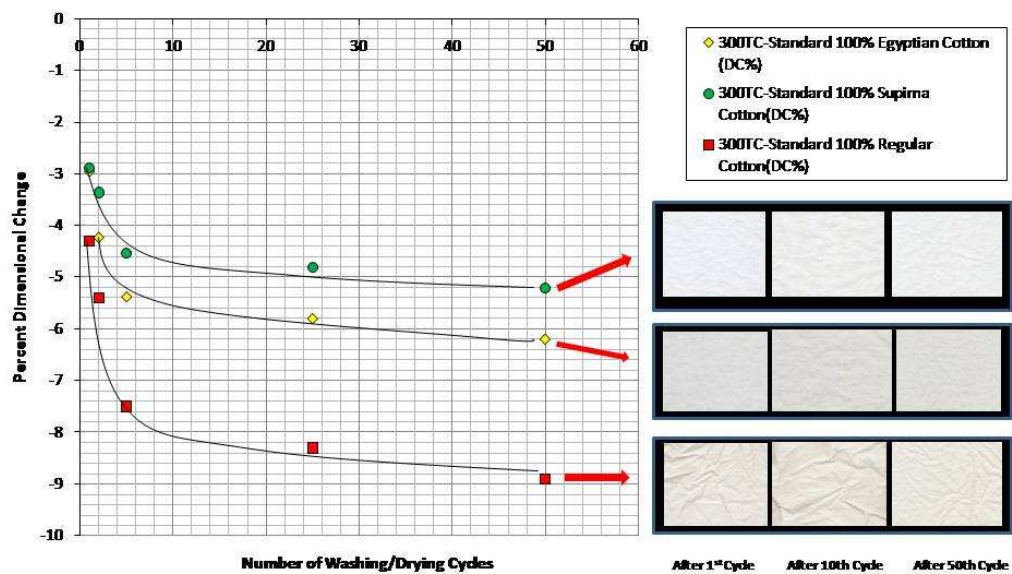 0
0
10
20
30
40
50
60
-1
-2
-3
-4
-5
-6
-7
-8
-9
-10
Percent Dimensional Change
Number of Washing/Drying Cycles
300TC-Standard 100% Egyptian Cotton
(DC%)
300TC-Standard 100% Supima
Cotton(DC%)
300TC-Standard 100% Regular
Cotton(DC%)
After 1st Cycle
After 10th Cycle
After 50th Cycle